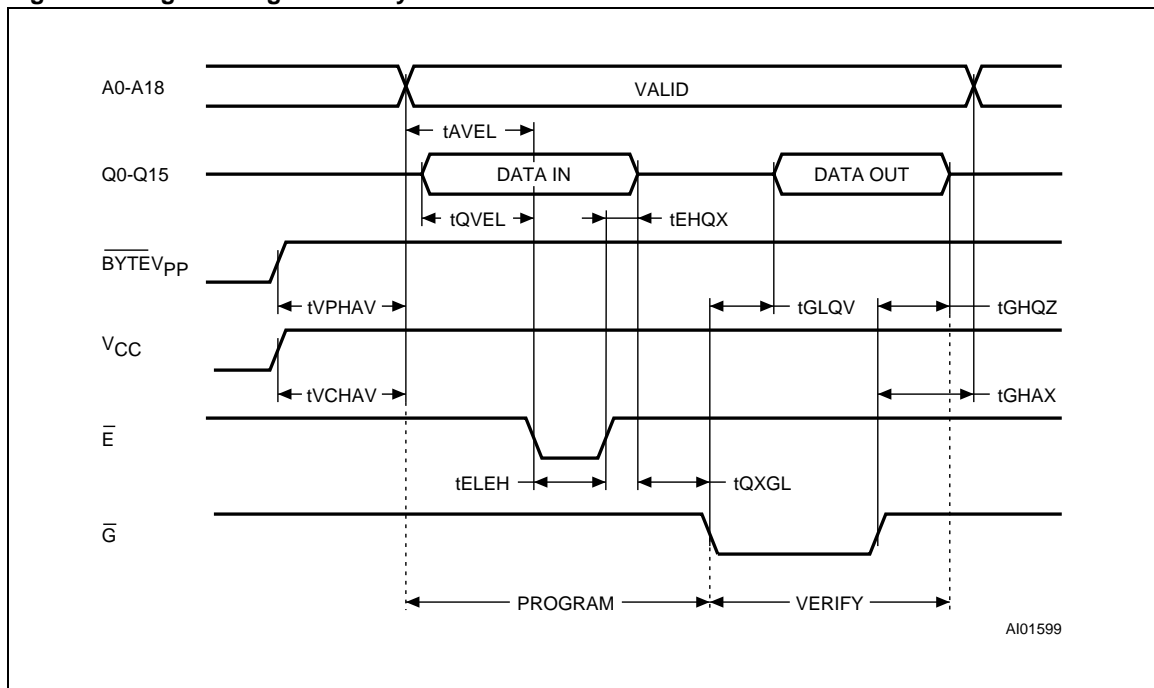 A0-A18
VALID
tAVEL
Q0-Q15
DATA IN
DATA OUT
tQVEL
tEHQX
BYTEVPP
tVPHAV
tGLQV
tGHQZ
VCC
tVCHAV
tGHAX
E
tELEH
tQXGL
G
PROGRAM
VERIFY
AI01599